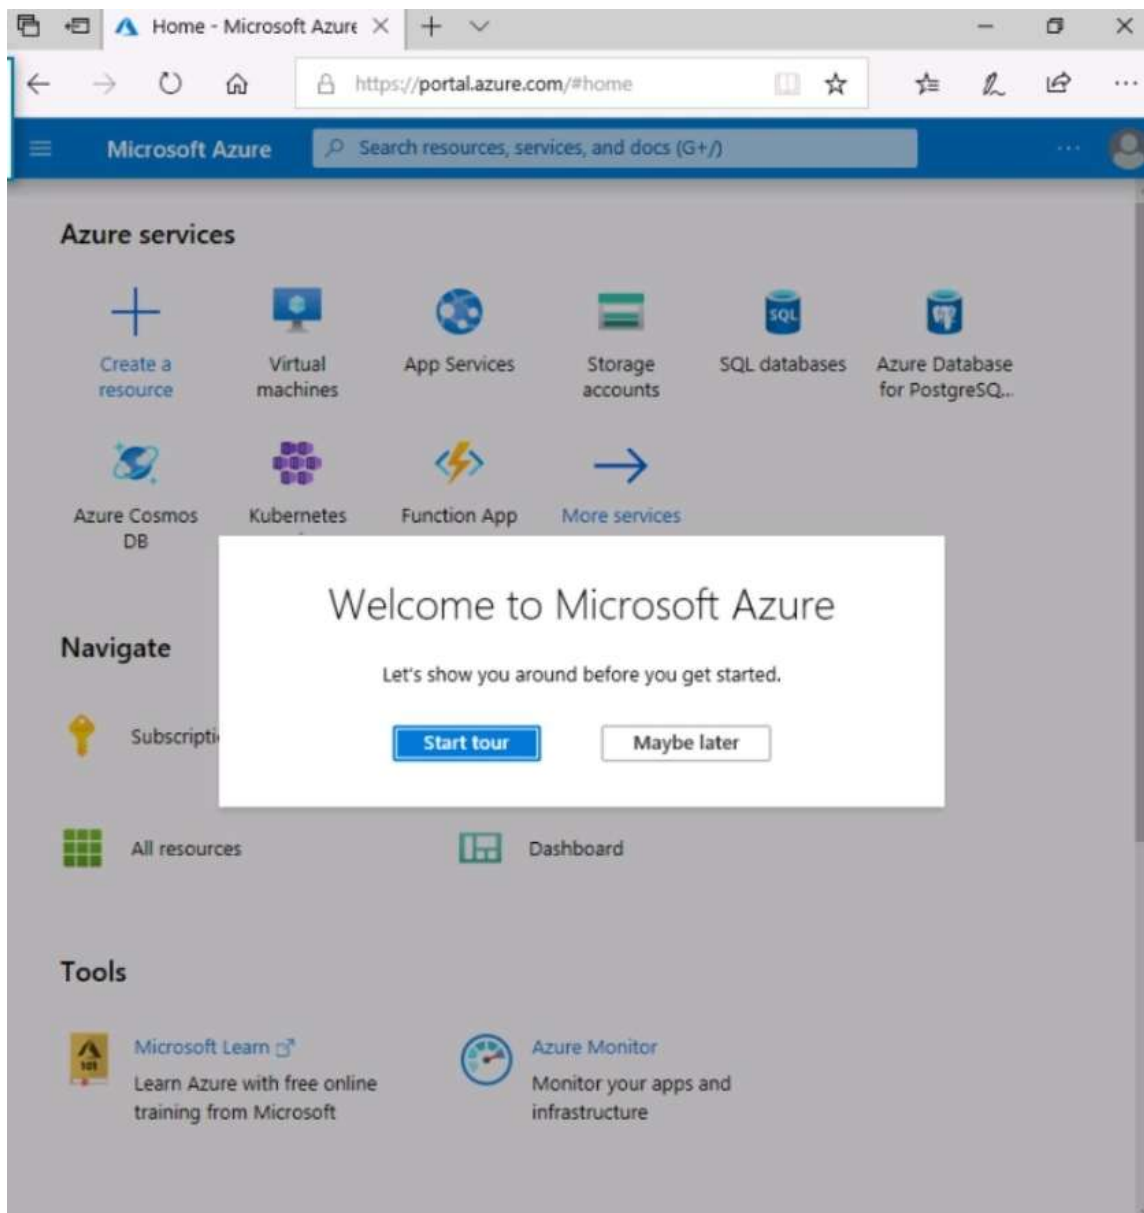 Home - Microsoft Azure
https://portal.azure.com/#home
Microsoft Azure
Search resources, services, and docs (G+/)
Azure services
Create a
resource
Virtual
machines
App Services
Storage
accounts
SQL
SQL databases
Azure Database
for PostgreSQ...
Azure Cosmos
DB
Kubernetes
Function App
More services
Welcome to Microsoft Azure
Let's show you around before you get started.
Start tour
Maybe later
Navigate
Subscripti
All resources
Dashboard
Tools
101
Microsoft Learn
Learn Azure with free online
training from Microsoft
Azure Monitor
Monitor your apps and
infrastructure